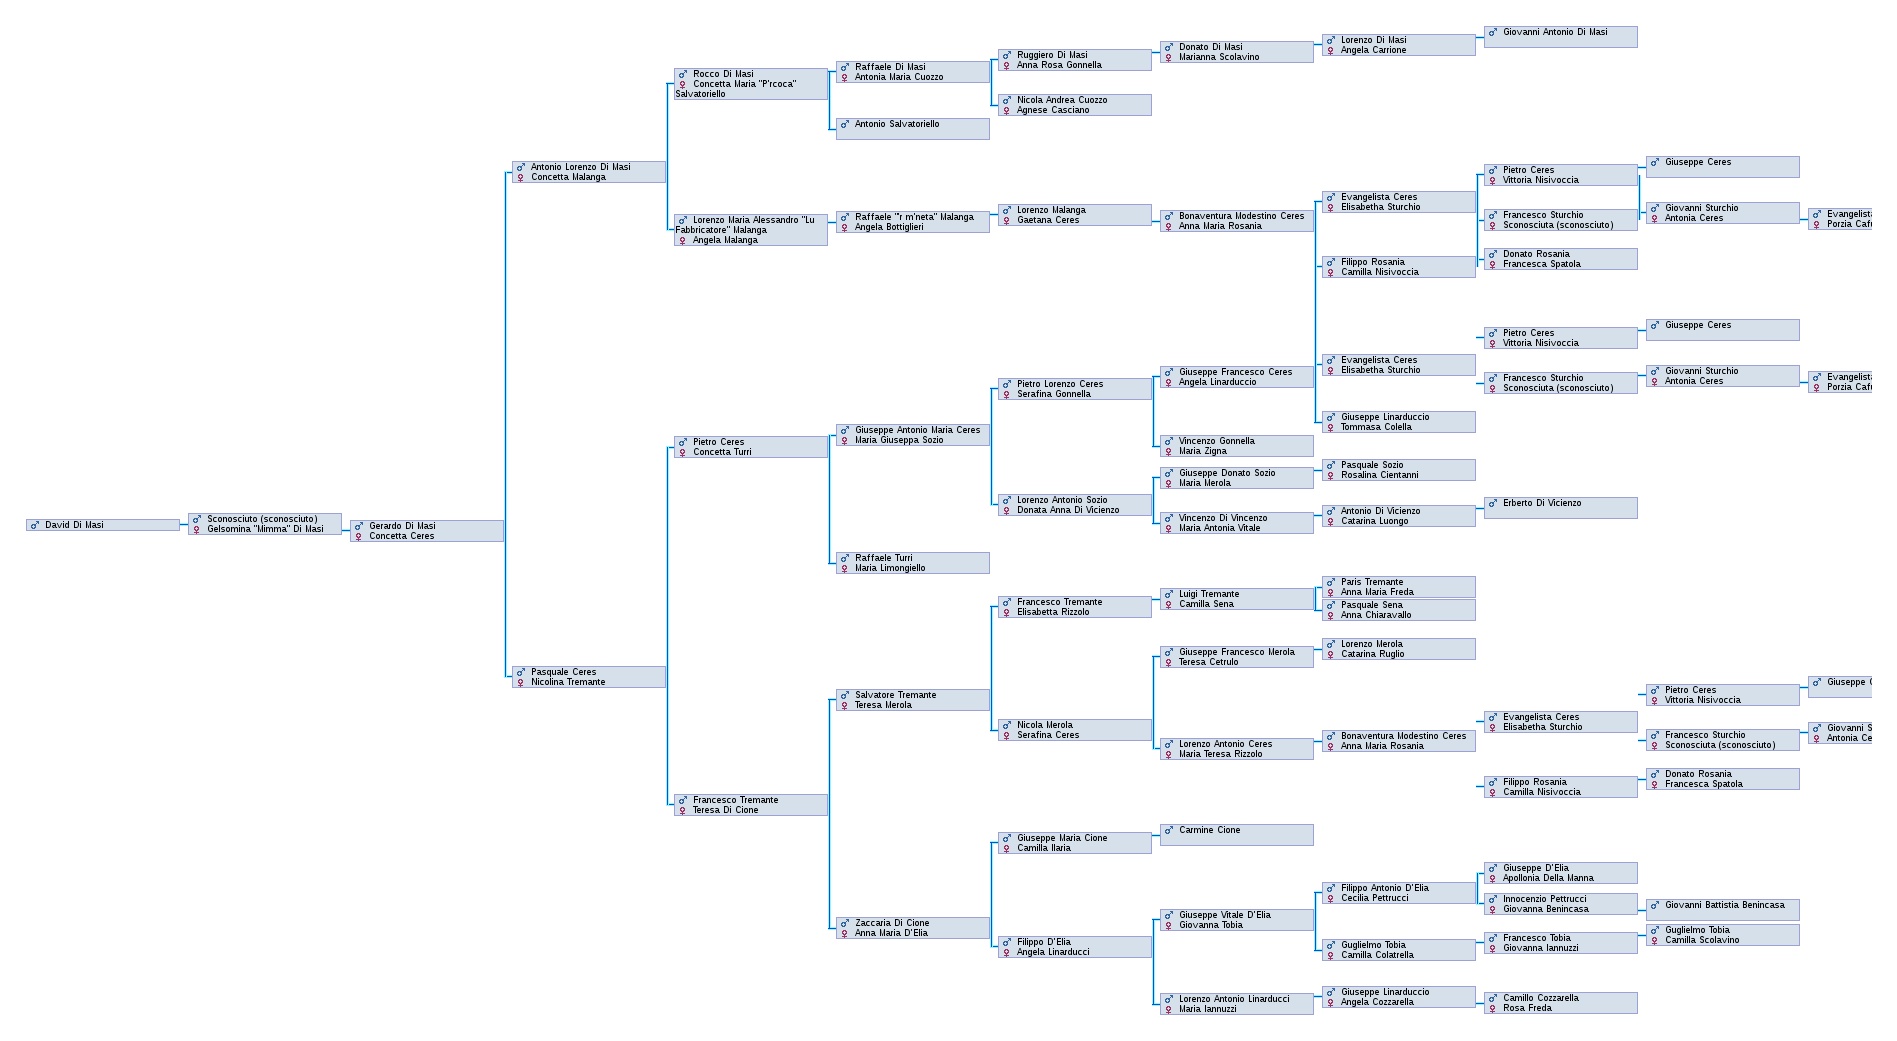 David Di Masi
Sconosciuto (sconosciuto)
Gelsomina "Mimma" Di Masi
Gerardo Di Masi
Concetta Ceres
Antonio Lorenzo Di Masi
Concetta Malanga
Pasquale Ceres
Nicolina Tremante
Rocco Di Masi
Concetta Maria "P'rcoca"
Salvatoriello
Lorenzo Maria Alessandro "Lu
Fabbricatore" Malanga
Angela Malanga
Pietro Ceres
Concetta Turri
Francesco Tremante
Teresa Di Cione
Raffaele Di Masi
Antonia Maria Cuozzo
Antonio Salvatoriello
Raffaele "'r m'neta" Malanga
Angela Bottiglieri
Giuseppe Antonio Maria Ceres
Maria Giuseppa Sozio
Raffaele Turri
Maria Limongiello
Salvatore Tremante
Teresa Merola
Zaccaria Di Cione
Anna Maria D'Elia
Ruggiero Di Masi
Anna Rosa Gonnella
Nicola Andrea Cuozzo
Agnese Casciano
Lorenzo Malanga
Gaetana Ceres
Pietro Lorenzo Ceres
Serafina Gonnella
Lorenzo Antonio Sozio
Donata Anna Di Vicienzo
Francesco Tremante
Elisabetta Rizzolo
Nicola Merola
Serafina Ceres
Giuseppe Maria Cione
Camilla Ilaria
Filippo D'Elia
Angela Linarducci
Donato Di Masi
Marianna Scolavino
Bonaventura Modestino Ceres
Anna Maria Rosania
Giuseppe Francesco Ceres
Angela Linarduccio
Vincenzo Gonnella
Maria Zigna
Giuseppe Donato Sozio
Maria Merola
Vincenzo Di Vincenzo
Maria Antonia Vitale
Luigi Tremante
Camilla Sena
Giuseppe Francesco Merola
Teresa Cetrulo
Lorenzo Antonio Ceres
Maria Teresa Rizzolo
Carmine Cione
Giuseppe Vitale D'Elia
Giovanna Tobia
Lorenzo Antonio Linarducci
Maria Iannuzzi
Lorenzo Di Masi
Angela Carrione
Evangelista Ceres
Elisabetha Sturchio
Filippo Rosania
Camilla Nisivoccia
Evangelista Ceres
Elisabetha Sturchio
Giuseppe Linarduccio
Tommasa Colella
Pasquale Sozio
Rosalina Cientanni
Antonio Di Vicienzo
Catarina Luongo
Paris Tremante
Anna Maria Freda
Pasquale Sena
Anna Chiaravallo
Lorenzo Merola
Catarina Ruglio
Bonaventura Modestino Ceres
Anna Maria Rosania
Filippo Antonio D'Elia
Cecilia Pettrucci
Guglielmo Tobia
Camilla Colatrella
Giuseppe Linarduccio
Angela Cozzarella
Giovanni Antonio Di Masi
Pietro Ceres
Vittoria Nisivoccia
Francesco Sturchio
Sconosciuta (sconosciuto)
Donato Rosania
Francesca Spatola
Pietro Ceres
Vittoria Nisivoccia
Francesco Sturchio
Sconosciuta (sconosciuto)
Erberto Di Vicienzo
Evangelista Ceres
Elisabetha Sturchio
Filippo Rosania
Camilla Nisivoccia
Giuseppe D'Elia
Apollonia Della Manna
Innocenzio Pettrucci
Giovanna Benincasa
Francesco Tobia
Giovanna Iannuzzi
Camillo Cozzarella
Rosa Freda
Giuseppe Ceres
Giovanni Sturchio
Antonia Ceres
Giuseppe Ceres
Giovanni Sturchio
Antonia Ceres
Pietro Ceres
Vittoria Nisivoccia
Francesco Sturchio
Sconosciuta (sconosciuto)
Donato Rosania
Francesca Spatola
Giovanni Battistia Benincasa
Guglielmo Tobia
Camilla Scolavino
Porzia
Porzia
Giuseppe
Giovanni
Antonia